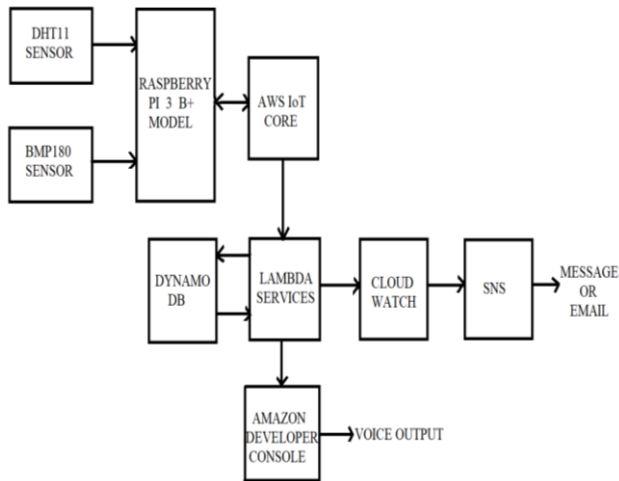 DHT11
SENSOR
RASPBERRY
PI 3 B+
MODEL
AWS IoT
CORE
BMP180
SENSOR
DYNAMO
DB
LAMBDA
SERVICES
CLOUD
WATCH
SNS
MESSAGE
OR
EMAIL
AMAZON
DEVELOPER
CONSOLE
VOICE OUTPUT